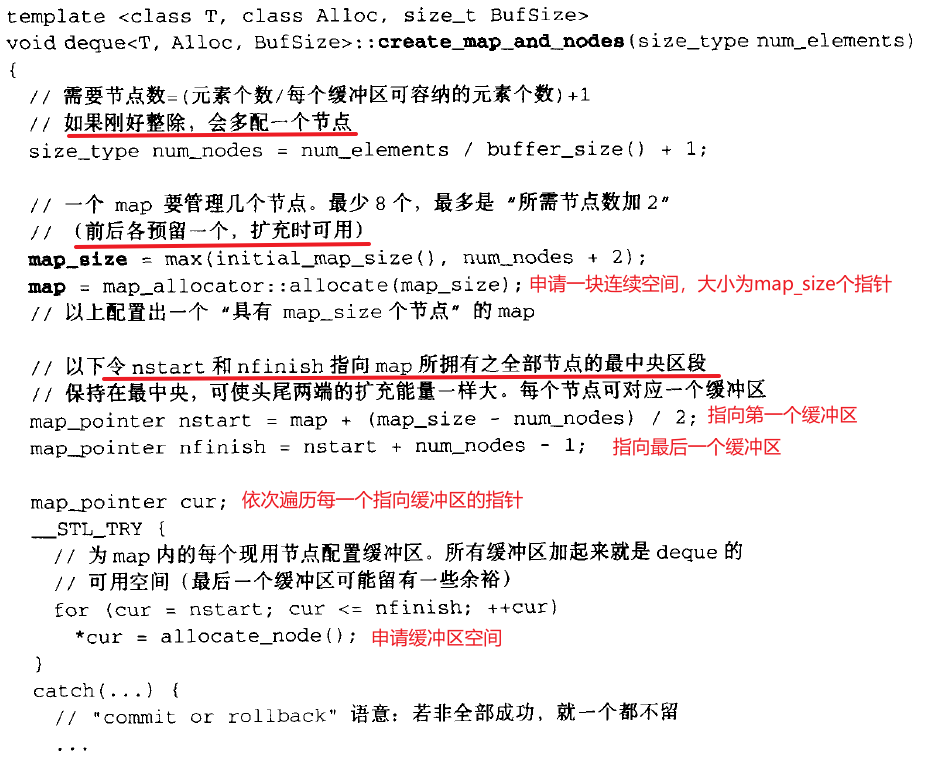 template <class T, class Alloc, size_t BufSize>
void deque<T, Alloc, BufSize>::create_map_and_nodes(size_type num_elements)
{
// 需要节点数=(元素个数/每个缓冲区可容纳的元素个数)+1
// 如果刚好整除，会多配一个节点
size_type num_nodes = num_elements / buffer_size() + 1;
// 一个 map 要管理几个节点。最少 8 个，最多是 "所需节点数加 2"
// （前后各预留一个，扩充时可用）
map_size = max(initial_map_size(), num_nodes + 2);
map = map_allocator::allocate(map_size); 申请一块连续空间，大小为map_size个指针
// 以上配置出一个 "具有 map_size 个节点" 的 map
// 以下令 nstart 和 nfinish 指向 map 所拥有之全部节点的最中央区段
// 保持在最中央，可使头尾两端的扩充能量一样大。每个节点可对应一个缓冲区
map_pointer nstart = map + (map_size - num_nodes) / 2; 指向第一个缓冲区
map_pointer nfinish = nstart + num_nodes - 1; 指向最后一个缓冲区
map_pointer cur; 依次遍历每一个指向缓冲区的指针
__STL_TRY {
// 为 map 内的每个现用节点配置缓冲区。所有缓冲区加起来就是 deque 的
// 可用空间（最后一个缓冲区可能留有一些余裕）
for (cur = nstart; cur <= nfinish; ++cur)
*cur = allocate_node(); 申请缓冲区空间
}
catch(...) {
// "commit or rollback" 语意：若非全部成功，就一个都不留
...